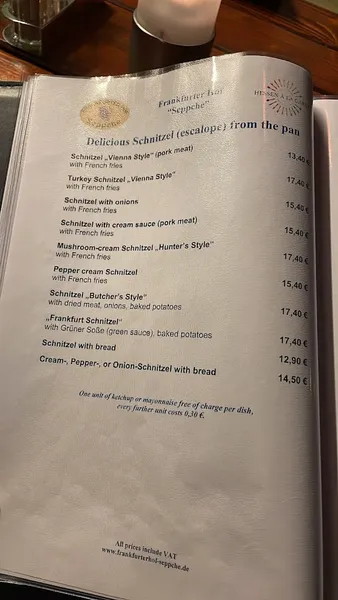 Frankfurter Hof
"Seppche"
HESSEN À LA CARTE
Seppche
Delicious Schnitzel (escalope) from the pan
Schnitzel „Vienna Style" (pork meat) 13,40 €
with French fries
Turkey Schnitzel „Vienna Style" 17,40 €
with French fries
Schnitzel with onions 15,40 €
with French fries
Schnitzel with cream sauce (pork meat) 15,40 €
with French fries
Mushroom-cream Schnitzel „Hunter's Style" 17,40 €
with French fries
Pepper cream Schnitzel 15,40 €
with French fries
Schnitzel „Butcher's Style" 17,40 €
with dried meat, onions, baked potatoes
„Frankfurt Schnitzel" 17,40 €
with Grüner Soße (green sauce), baked potatoes
Schnitzel with bread 12,90 €
Cream-, Pepper-, or Onion-Schnitzel with bread 14,50 €
One unit of ketchup or mayonnaise free of charge per dish,
every further unit costs 0,30 €.
All prices include VAT
www.frankfurterhof-seppche.de